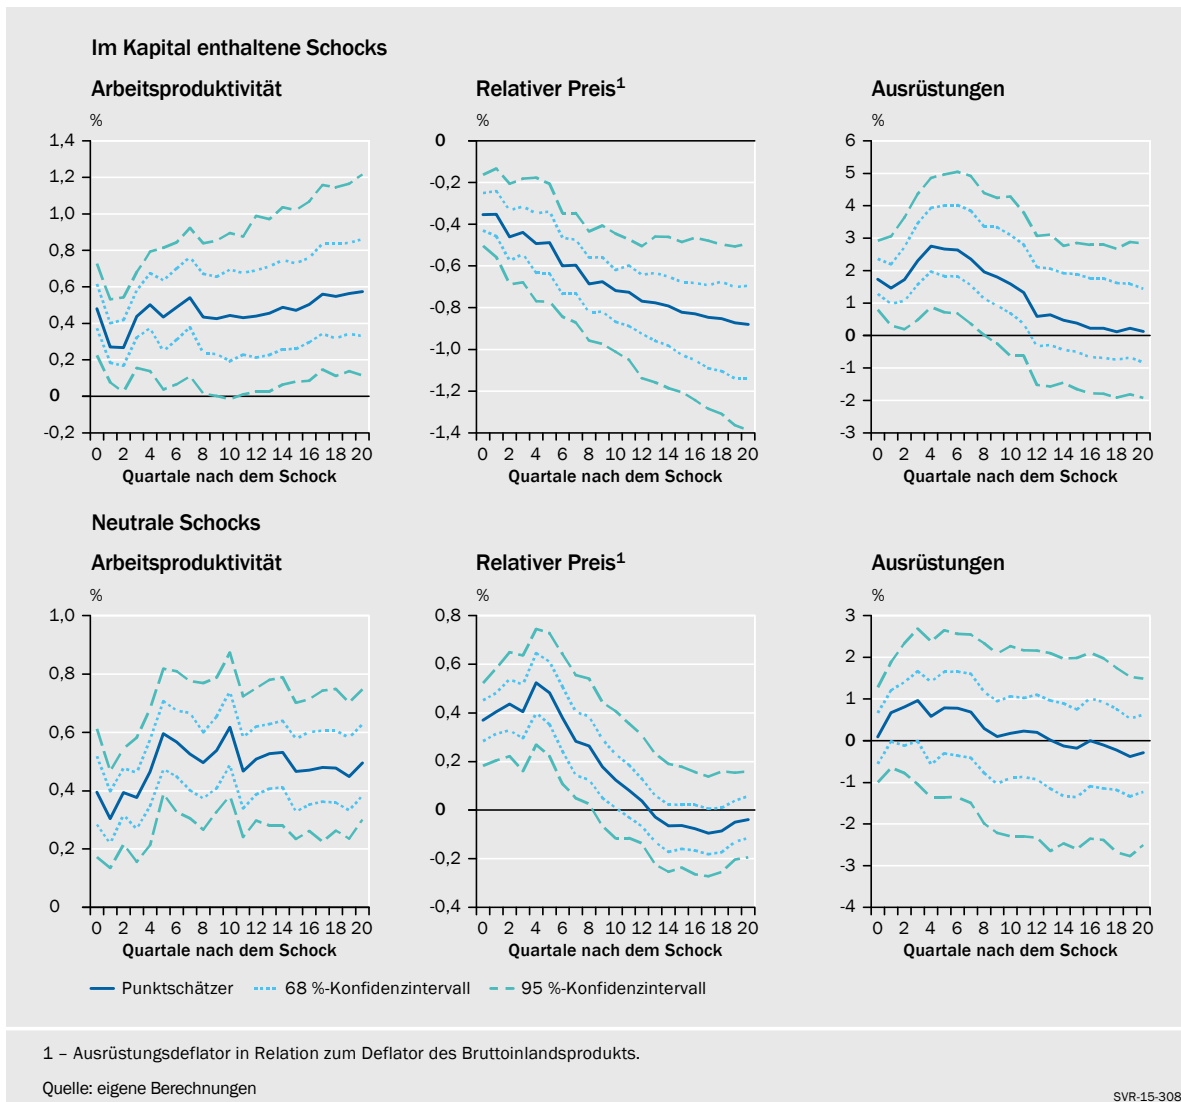 Im Kapital enthaltene Schocks
Arbeitsproduktivität
%
1,4
1,2
1,0
0,8
0,6
0,4
0,2
0
-0,2
0 2 4 6 8 10 12 14 16 18 20
Quartale nach dem Schock
Relativer Preis¹
%
0
-0,2
-0,4
-0,6
-0,8
-1,0
-1,2
-1,4
0 2 4 6 8 10 12 14 16 18 20
Quartale nach dem Schock
Ausrüstungen
%
6
5
4
3
2
1
0
-1
-2
-3
0 2 4 6 8 10 12 14 16 18 20
Quartale nach dem Schock
Neutrale Schocks
Arbeitsproduktivität
%
1,0
0,8
0,6
0,4
0,2
0
0 2 4 6 8 10 12 14 16 18 20
Quartale nach dem Schock
Relativer Preis¹
%
0,8
0,6
0,4
0,2
0
-0,2
-0,4
0 2 4 6 8 10 12 14 16 18 20
Quartale nach dem Schock
Ausrüstungen
%
3
2
1
0
-1
-2
-3
-4
0 2 4 6 8 10 12 14 16 18 20
Quartale nach dem Schock
Punktschätzer 68 %-Konfidenzintervall 95 %-Konfidenzintervall
1 – Ausrüstungsdeflator in Relation zum Deflator des Bruttoinlandsprodukts.
Quelle: eigene Berechnungen
SVR-15-308